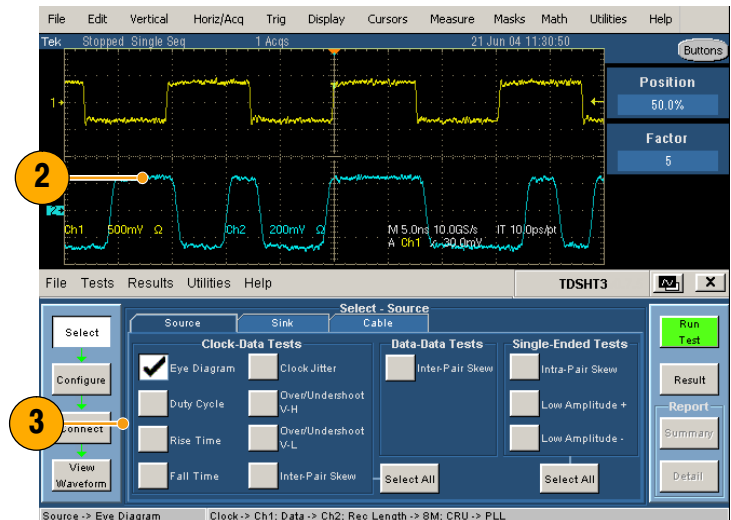 File Edit Vertical Horiz/Acq Trig Display Cursors Measure Masks Math Utilities Help
Tek Stopped Single Seq 1 Acqs 21 Jun 04 11:30:50
Buttons
Position
50.0%
Factor
5
1
2
2
Ch1 500mV Ω Ch2 200mV Ω M 5.0ns 10.0GS/s IT 10.0ps/pt
A Ch1 30.0mV
File Tests Results Utilities Help TDSHT3 X
Select - Source
Source Sink Cable
Select
Configure
Connect
View
Waveform
3
Clock-Data Tests
Eye Diagram
Duty Cycle
Rise Time
Fall Time
Clock Jitter
Over/Undershoot
V-H
Over/Undershoot
V-L
Inter-Pair Skew
Data-Data Tests
Inter-Pair Skew
Select All
Single-Ended Tests
Intra-Pair Skew
Low Amplitude +
Low Amplitude -
Select All
Run
Test
Result
Report
Summary
Detail
Source -> Eye Diagram Clock -> Ch1: Data -> Ch2: Rec Length -> 8M: CRU -> PLL